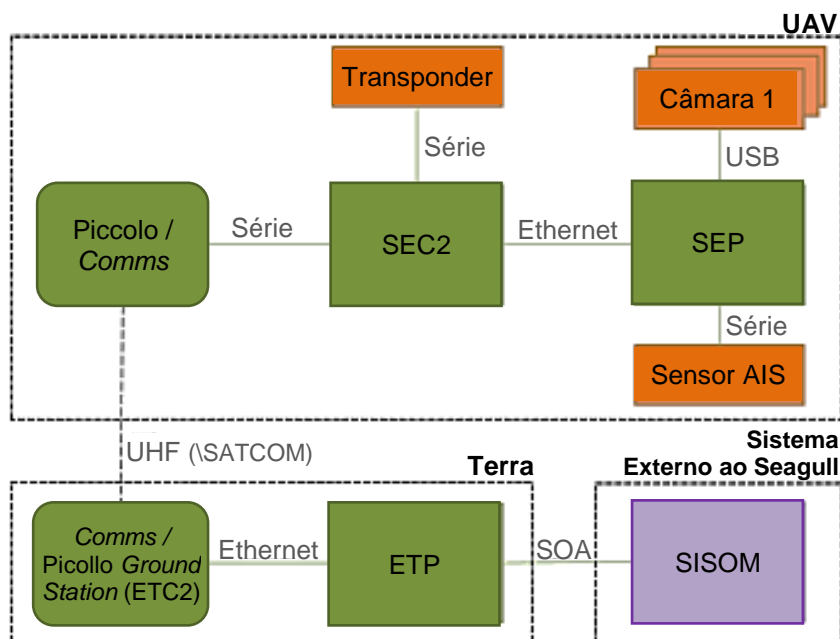 UAV
Transponder
Câmara 1
Série
USB
Piccolo /
Comms
Série
SEC2
Ethernet
SEP
Série
Sensor AIS
UHF (\SATCOM)
Sistema
Externo ao Seagull
Terra
Comms /
Picollo Ground
Station (ETC2)
Ethernet
ETP
SOA
SISOM